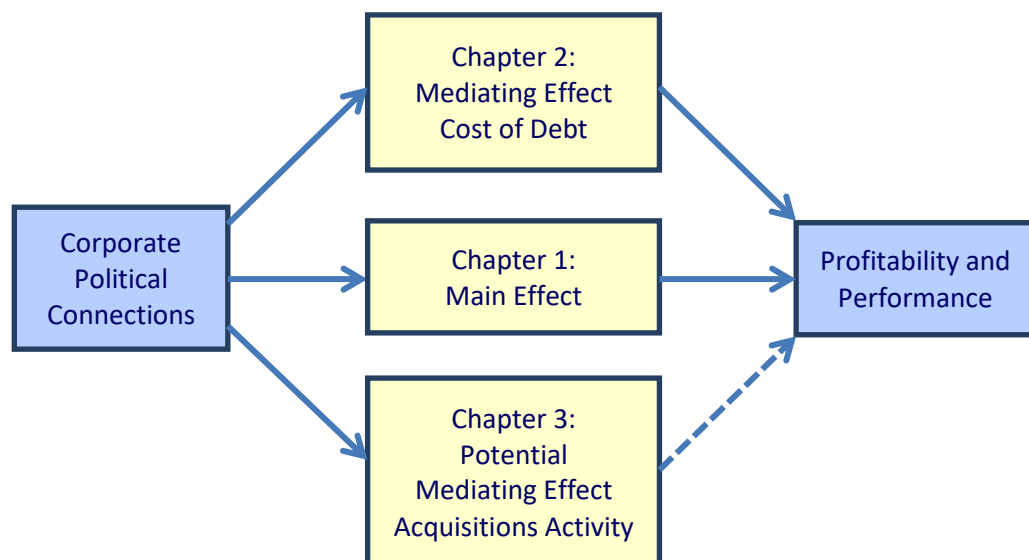 Corporate
Political
Connections
Chapter 2:
Mediating Effect
Cost of Debt
Chapter 1:
Main Effect
Chapter 3:
Potential
Mediating Effect
Acquisitions Activity
Profitability and
Performance